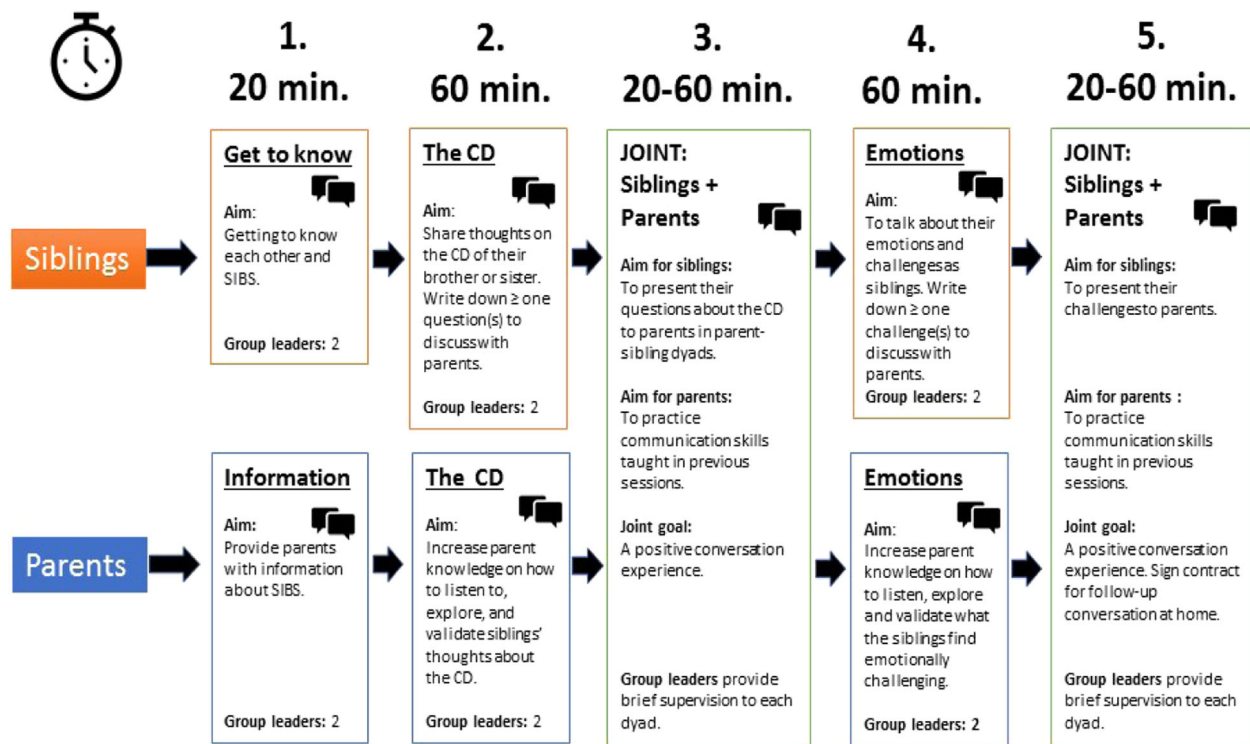 1.
20 min.
2.
60 min.
3.
20-60 min.
4.
60 min.
5.
20-60 min.
Siblings
Get to know
Aim:
Getting to know
each other and
SIBS.
Group leaders: 2
The CD
Aim:
Share thoughts on
the CD of their
brother or sister.
Write down ≥ one
question(s) to
discusswith
parents.
Group leaders: 2
JOINT:
Siblings +
Parents
Aim for siblings:
To present their
questions about the CD
to parents in parent-
sibling dyads.
Aim for parents:
To practice
communication skills
taught in previous
sessions.
Joint goal:
A positive conversation
experience.
Group leaders provide
brief supervision to each
dyad.
Emotions
Aim:
To talk about their
emotions and
challengesas
siblings. Write
down ≥ one
challenge(s) to
discusswith
parents.
Group leaders: 2
JOINT:
Siblings +
Parents
Aim for siblings:
To present their
challengesto parents.
Aim for parents :
To practice
communication skills
taught in previous
sessions.
Joint goal:
A positive conversation
experience. Sign contract
for follow-up
conversation at home.
Group leaders provide
brief supervision to each
dyad.
Parents
Information
Aim:
Provide parents
with information
about SIBS.
Group leaders: 2
The CD
Aim:
Increase parent
knowledge on how
to listen to,
explore, and
validate siblings'
thoughts about
the CD.
Group leaders: 2
Emotions
Aim:
Increase parent
knowledge on how
to listen, explore
and validate what
the siblings find
emotionally
challenging.
Group leaders: 2